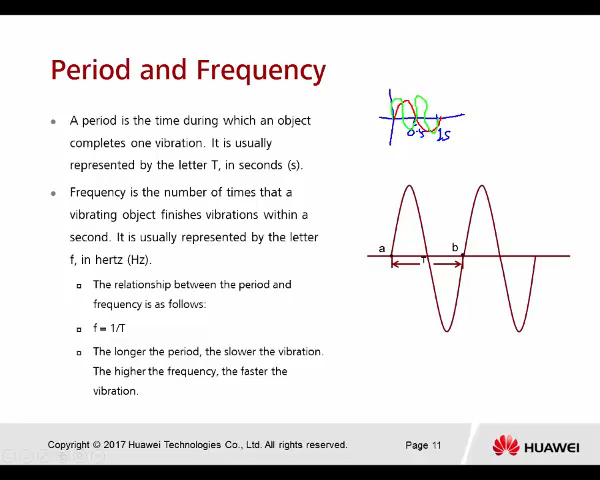 Period and Frequency
A period is the time during which an object
completes one vibration. It is usually
represented by the letter T, in seconds (s).
Frequency is the number of times that a
vibrating object finishes vibrations within a
second. It is usually represented by the letter
f, in hertz (Hz).
The relationship between the period and
frequency is as follows:
f = 1/T
The longer the period, the slower the vibration.
The higher the frequency, the faster the
vibration.
0.5 1s
a b
T
Copyright © 2017 Huawei Technologies Co., Ltd. All rights reserved.
Page 11
HUAWEI